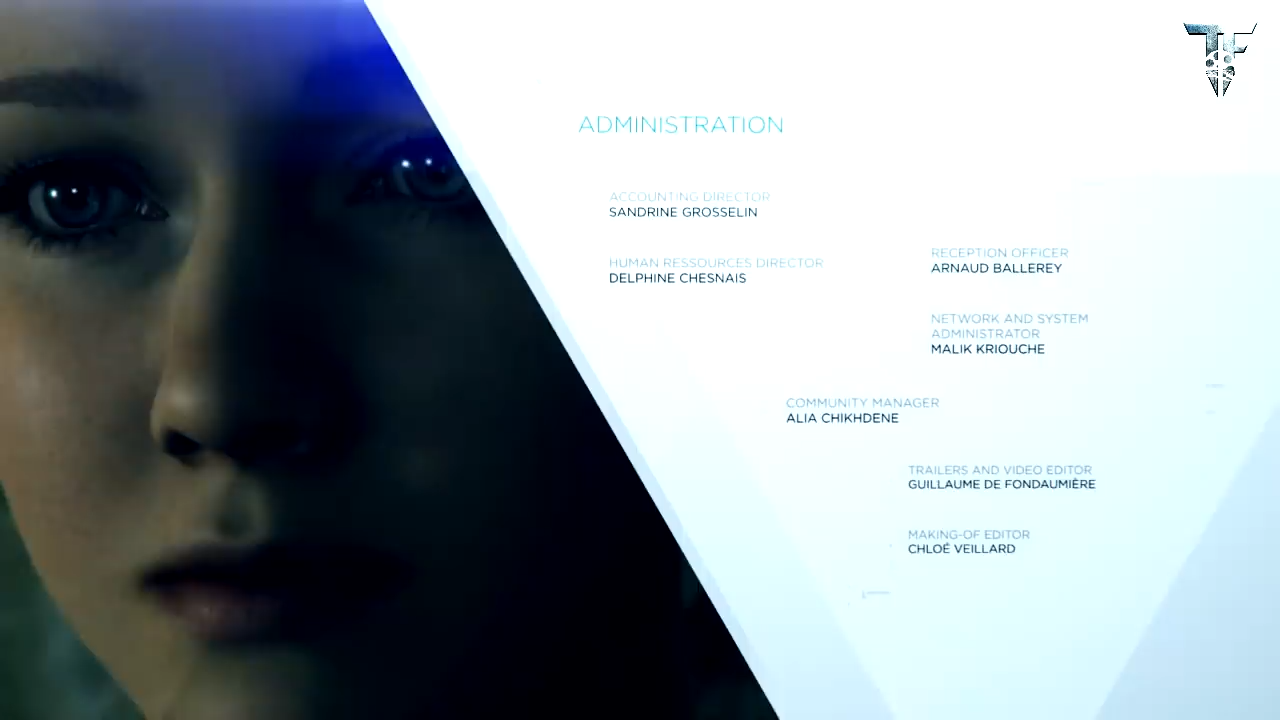 ADMINISTRATION
ACCOUNTING DIRECTOR
SANDRINE GROSSELIN
HUMAN RESSOURCES DIRECTOR
DELPHINE CHESNAIS
RECEPTION OFFICER
ARNAUD BALLEREY
NETWORK AND SYSTEM
ADMINISTRATOR
MALIK KRIOUCHE
COMMUNITY MANAGER
ALIA CHIKHDENE
TRAILERS AND VIDEO EDITOR
GUILLAUME DE FONDAUMIÈRE
MAKING-OF EDITOR
CHLOÉ VEILLARD